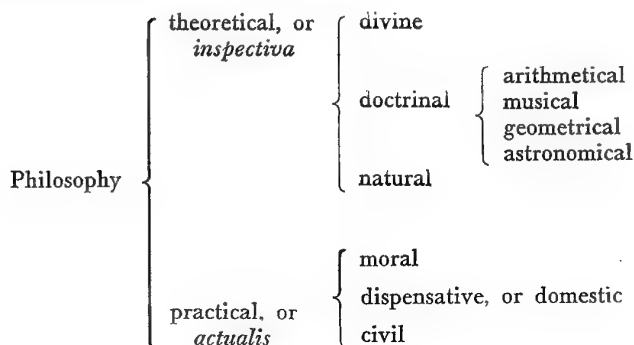 theoretical, or
inspectiva
divine
doctrinal
arithmetical
musical
geometrical
astronomical
natural
Philosophy
practical, or
actualis
moral
dispensative, or domestic
civil